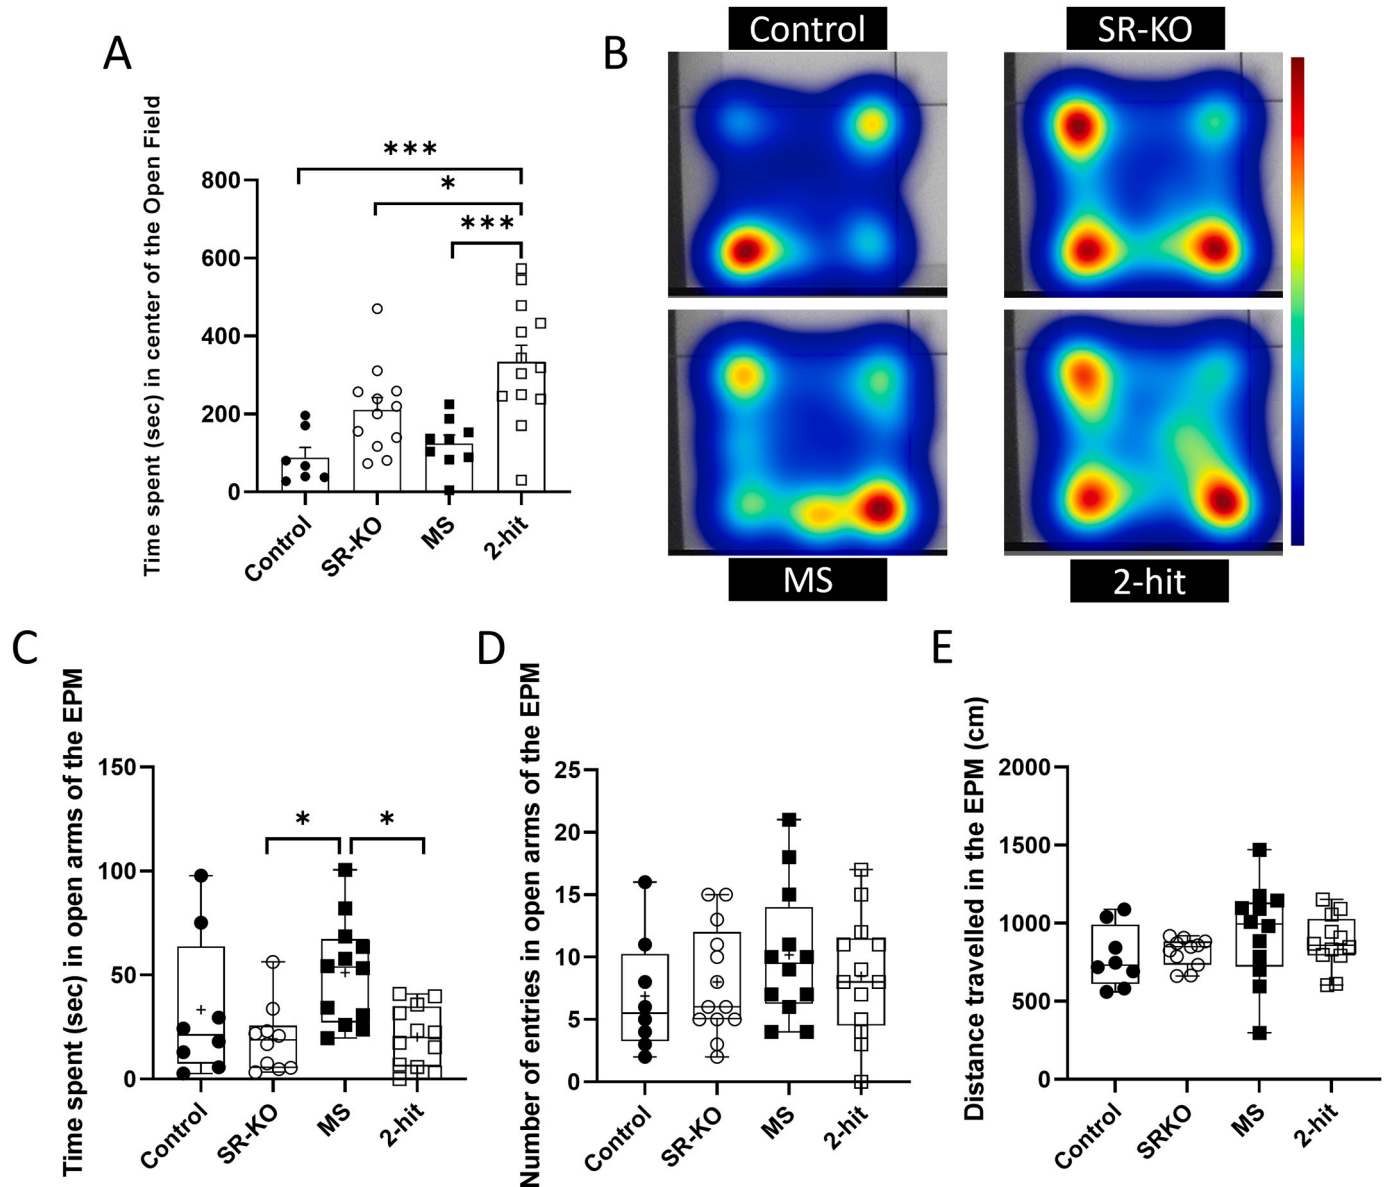 A
Time spent (sec) in center of the Open Field
800
600
400
200
0
***
*
***
Control
SR-KO
MS
2-hit
B
Control
SR-KO
MS
2-hit
C
Time spent (sec) in open arms of the EPM
150
100
50
0
*
*
Control
SR-KO
MS
2-hit
D
Number of entries in open arms of the EPM
25
20
15
10
5
0
Control
SR-KO
MS
2-hit
E
Distance travelled in the EPM (cm)
2000
1500
1000
500
0
Control
SRKO
MS
2-hit